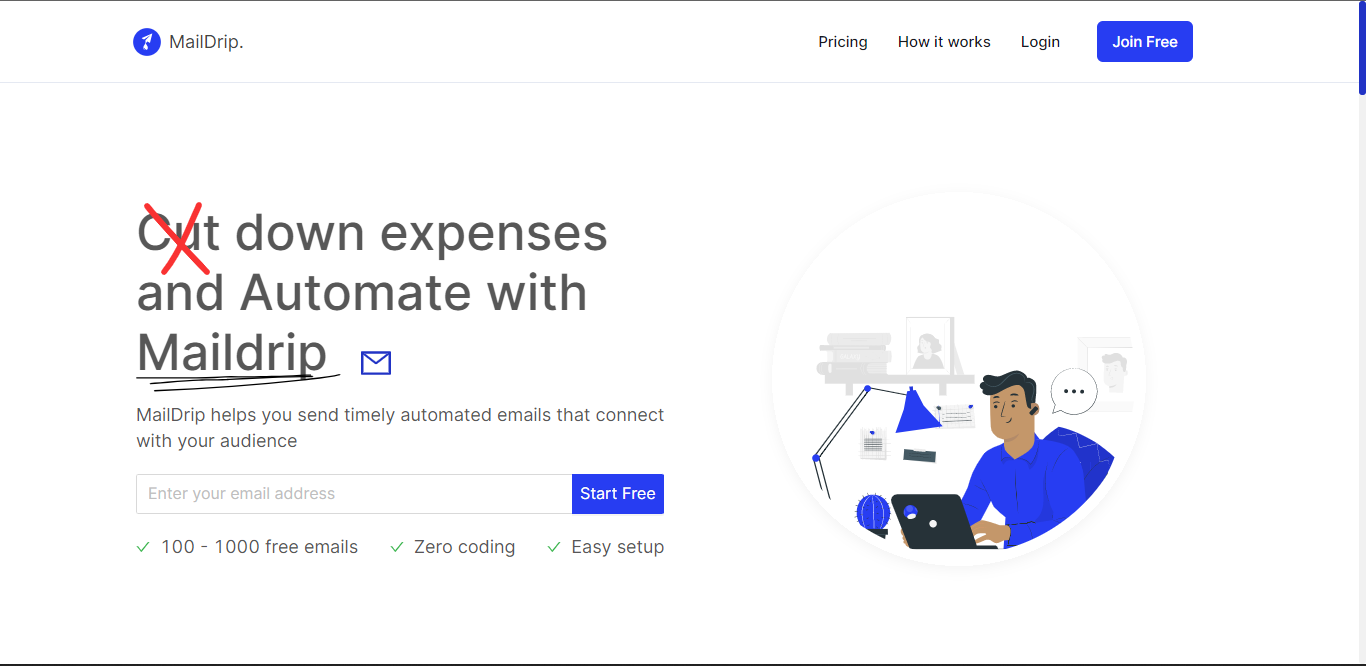 MailDrip.
Pricing
How it works
Login
Join Free
Cut down expenses
and Automate with
Maildrip
MailDrip helps you send timely automated emails that connect
with your audience
Enter your email address
Start Free
100 - 1000 free emails
Zero coding
Easy setup